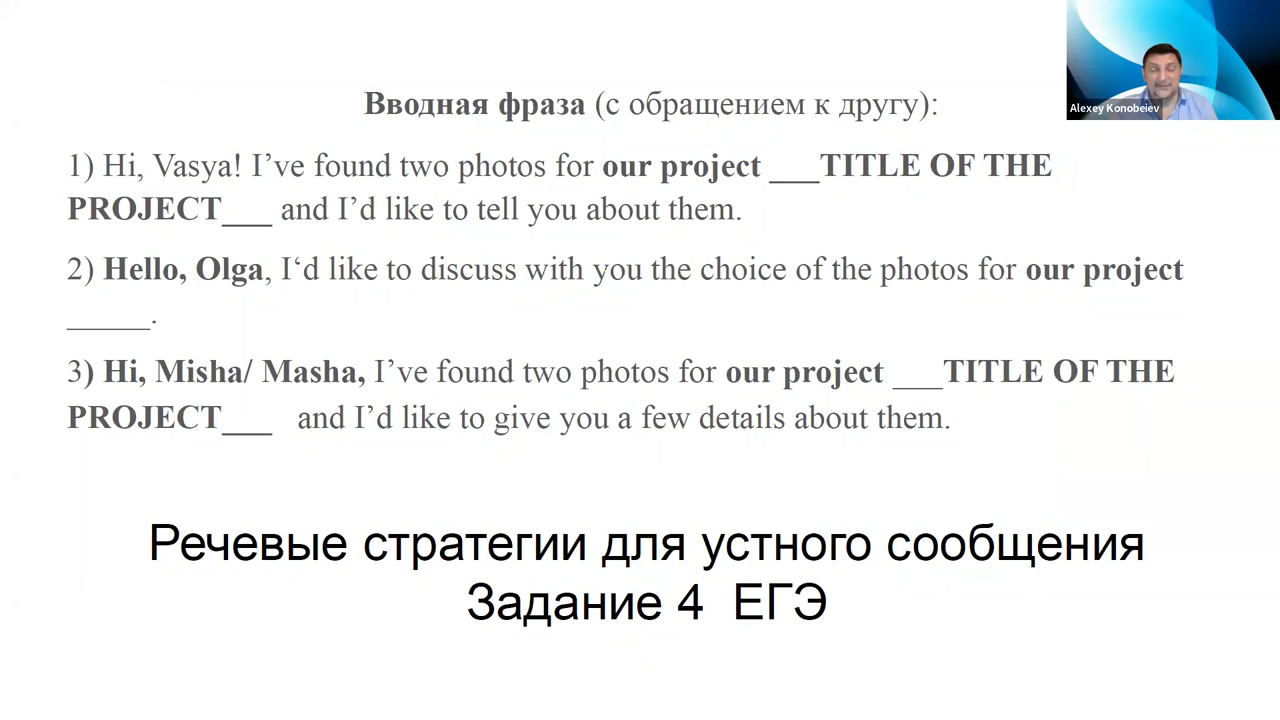 Alexey Konobeiev
Вводная фраза (с обращением к другу):
1) Hi, Vasya! I’ve found two photos for our project ___TITLE OF THE
PROJECT___ and I’d like to tell you about them.
2) Hello, Olga, I‘d like to discuss with you the choice of the photos for our project
_____.
3) Hi, Misha/ Masha, I’ve found two photos for our project ___TITLE OF THE
PROJECT___ and I’d like to give you a few details about them.
Речевые стратегии для устного сообщения
Задание 4 ЕГЭ